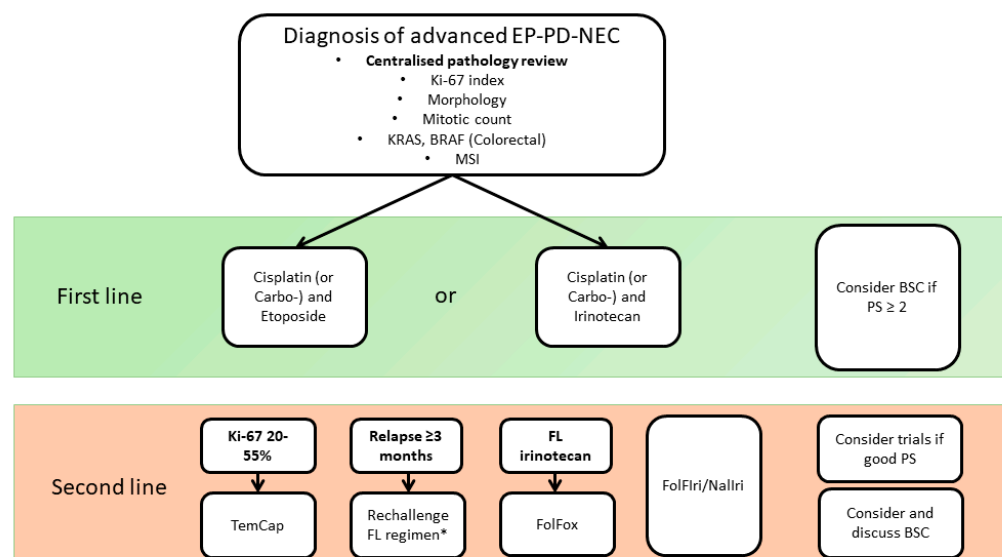 Diagnosis of advanced EP-PD-NEC
• Centralised pathology review
• Ki-67 index
• Morphology
• Mitotic count
• KRAS, BRAF (Colorectal)
• MSI
First line
Cisplatin (or
Carbo-) and
Etoposide
or
Cisplatin (or
Carbo-) and
Irinotecan
Consider BSC if
PS ≥ 2
Second line
Ki-67 20-
55%
TemCap
Relapse ≥3
months
Rechallenge
FL regimen*
FL
irinotecan
FolFox
FolFIri/NalIri
Consider trials if
good PS
Consider and
discuss BSC